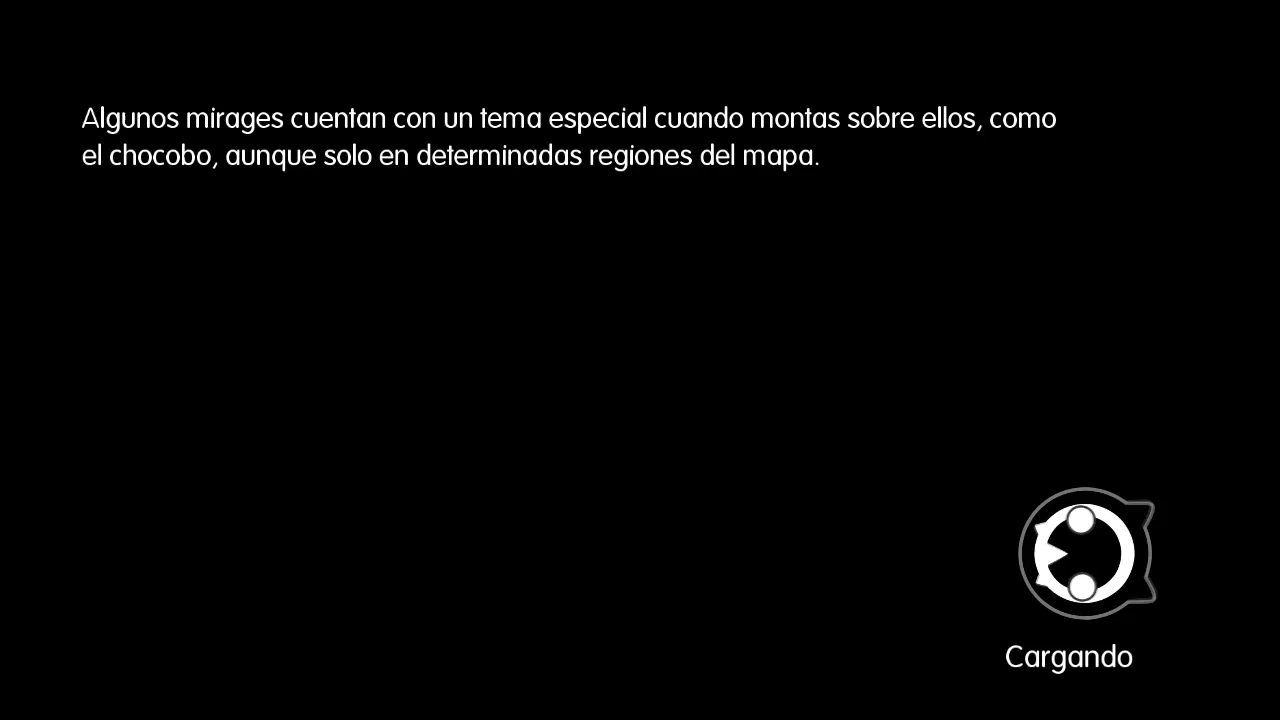 Algunos mirages cuentan con un tema especial cuando montas sobre ellos, como
el chocobo, aunque solo en determinadas regiones del mapa.
Cargando